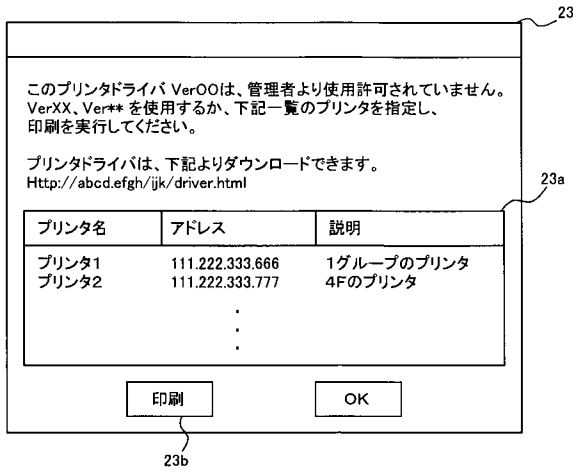 23
このプリンタドライバ VerOOは、管理者より使用許可されていません。
VerXX、Ver** を使用するか、下記一覧のプリンタを指定し、
印刷を実行してください。
プリンタドライバは、下記よりダウンロードできます。
Http://abcd.efgh/ijk/driver.html
23a
プリンタ名 アドレス 説明
プリンタ1 111.222.333.666 1グループのプリンタ
プリンタ2 111.222.333.777 4Fのプリンタ
印刷 OK
23b